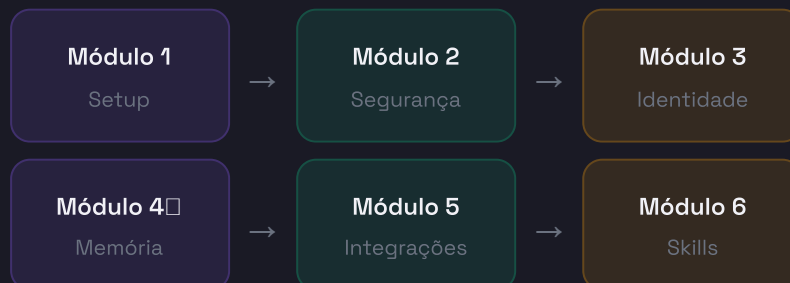 Módulo 1
Setup
→
Módulo 2
Segurança
→
Módulo 3
Identidade
Módulo 4□
Memória
→
Módulo 5
Integrações
→
Módulo 6
Skills